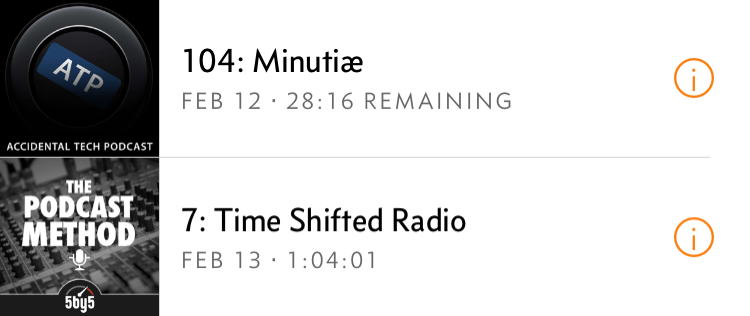 ATP
ACCIDENTAL TECH PODCAST
104: Minutiæ
FEB 12 · 28:16 REMAINING
i
THE
PODCAST
METHOD
5by5
7: Time Shifted Radio
FEB 13 · 1:04:01
i